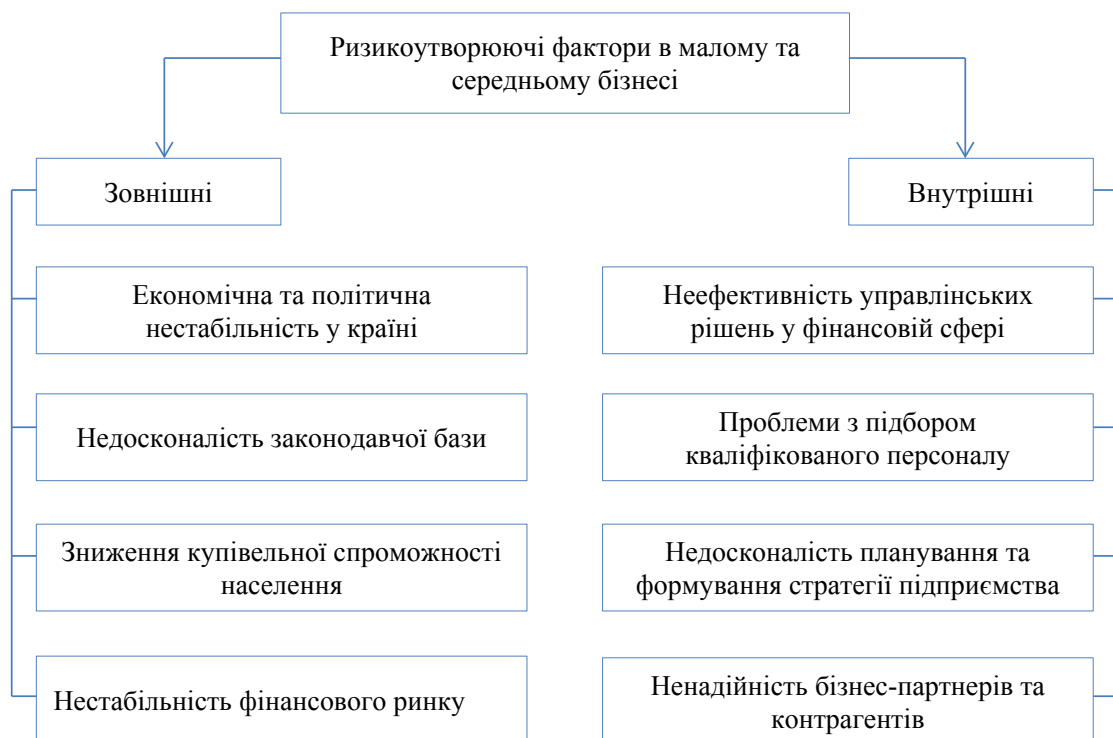 Ризикоутворюючі фактори в малому та
середньому бізнесі
Зовнішні
Внутрішні
Економічна та політична
нестабільність у країні
Неефективність управлінських
рішень у фінансовій сфері
Недосконалість законодавчої бази
Проблеми з підбором
кваліфікованого персоналу
Зниження купівельної спроможності
населення
Недосконалість планування та
формування стратегії підприємства
Нестабільність фінансового ринку
Ненадійність бізнес-партнерів та
контрагентів